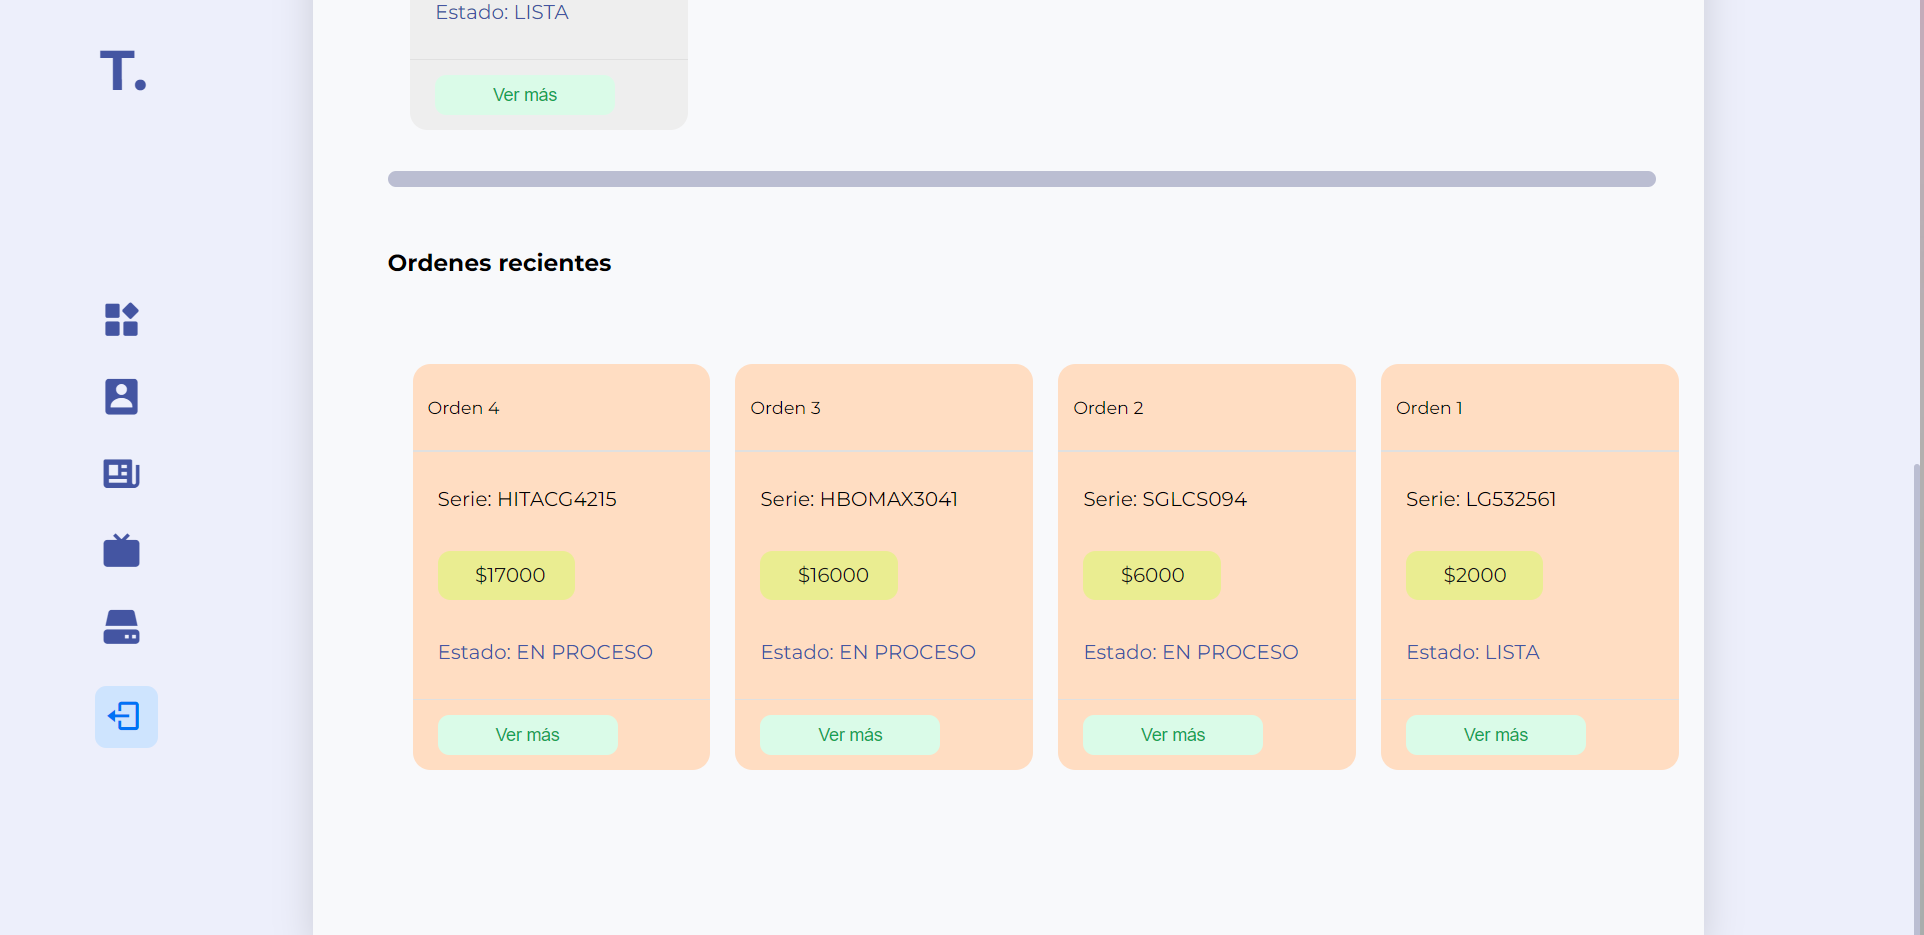 Estado: LISTA
T.
Ver más
Ordenes recientes
Orden 4
Serie: HITACG4215
$17000
Estado: EN PROCESO
Ver más
Orden 3
Serie: HBOMAX3041
$16000
Estado: EN PROCESO
Ver más
Orden 2
Serie: SGLCS094
$6000
Estado: EN PROCESO
Ver más
Orden 1
Serie: LG532561
$2000
Estado: LISTA
Ver más